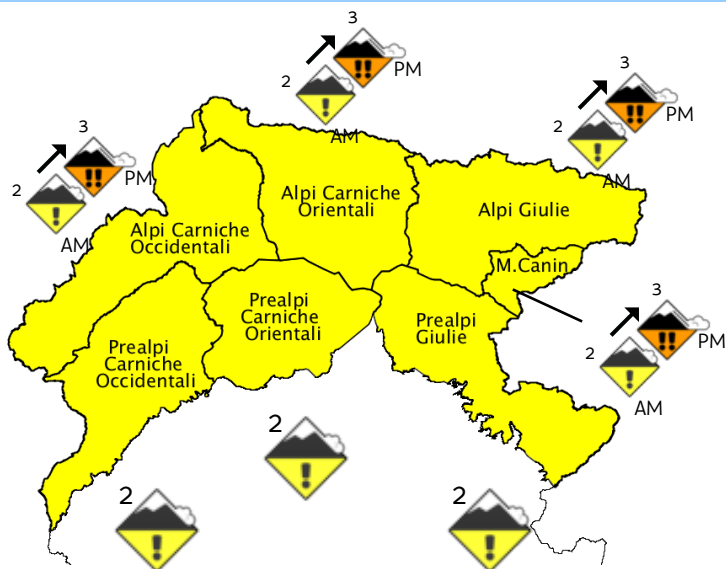 3
2
PM
AM
3
2
PM
AM
3
2
PM
AM
Alpi Carniche
Orientali
Alpi Giulie
Alpi Carniche
Occidentali
M.Canin
Prealpi
Carniche
Orientali
Prealpi
Giulie
Prealpi
Carniche
Occidentali
3
2
PM
AM
2
2
2